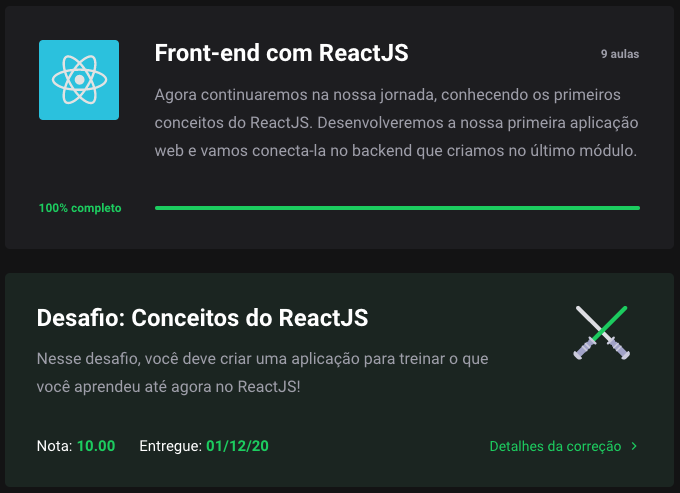 Front-end com ReactJS
9 aulas
Agora continuaremos na nossa jornada, conhecendo os primeiros
conceitos do ReactJS. Desenvolveremos a nossa primeira aplicação
web e vamos conecta-la no backend que criamos no último módulo.
100% completo
Desafio: Conceitos do ReactJS
Nesse desafio, você deve criar uma aplicação para treinar o que
você aprendeu até agora no ReactJS!
Nota: 10.00 Entregue: 01/12/20 Detalhes da correção